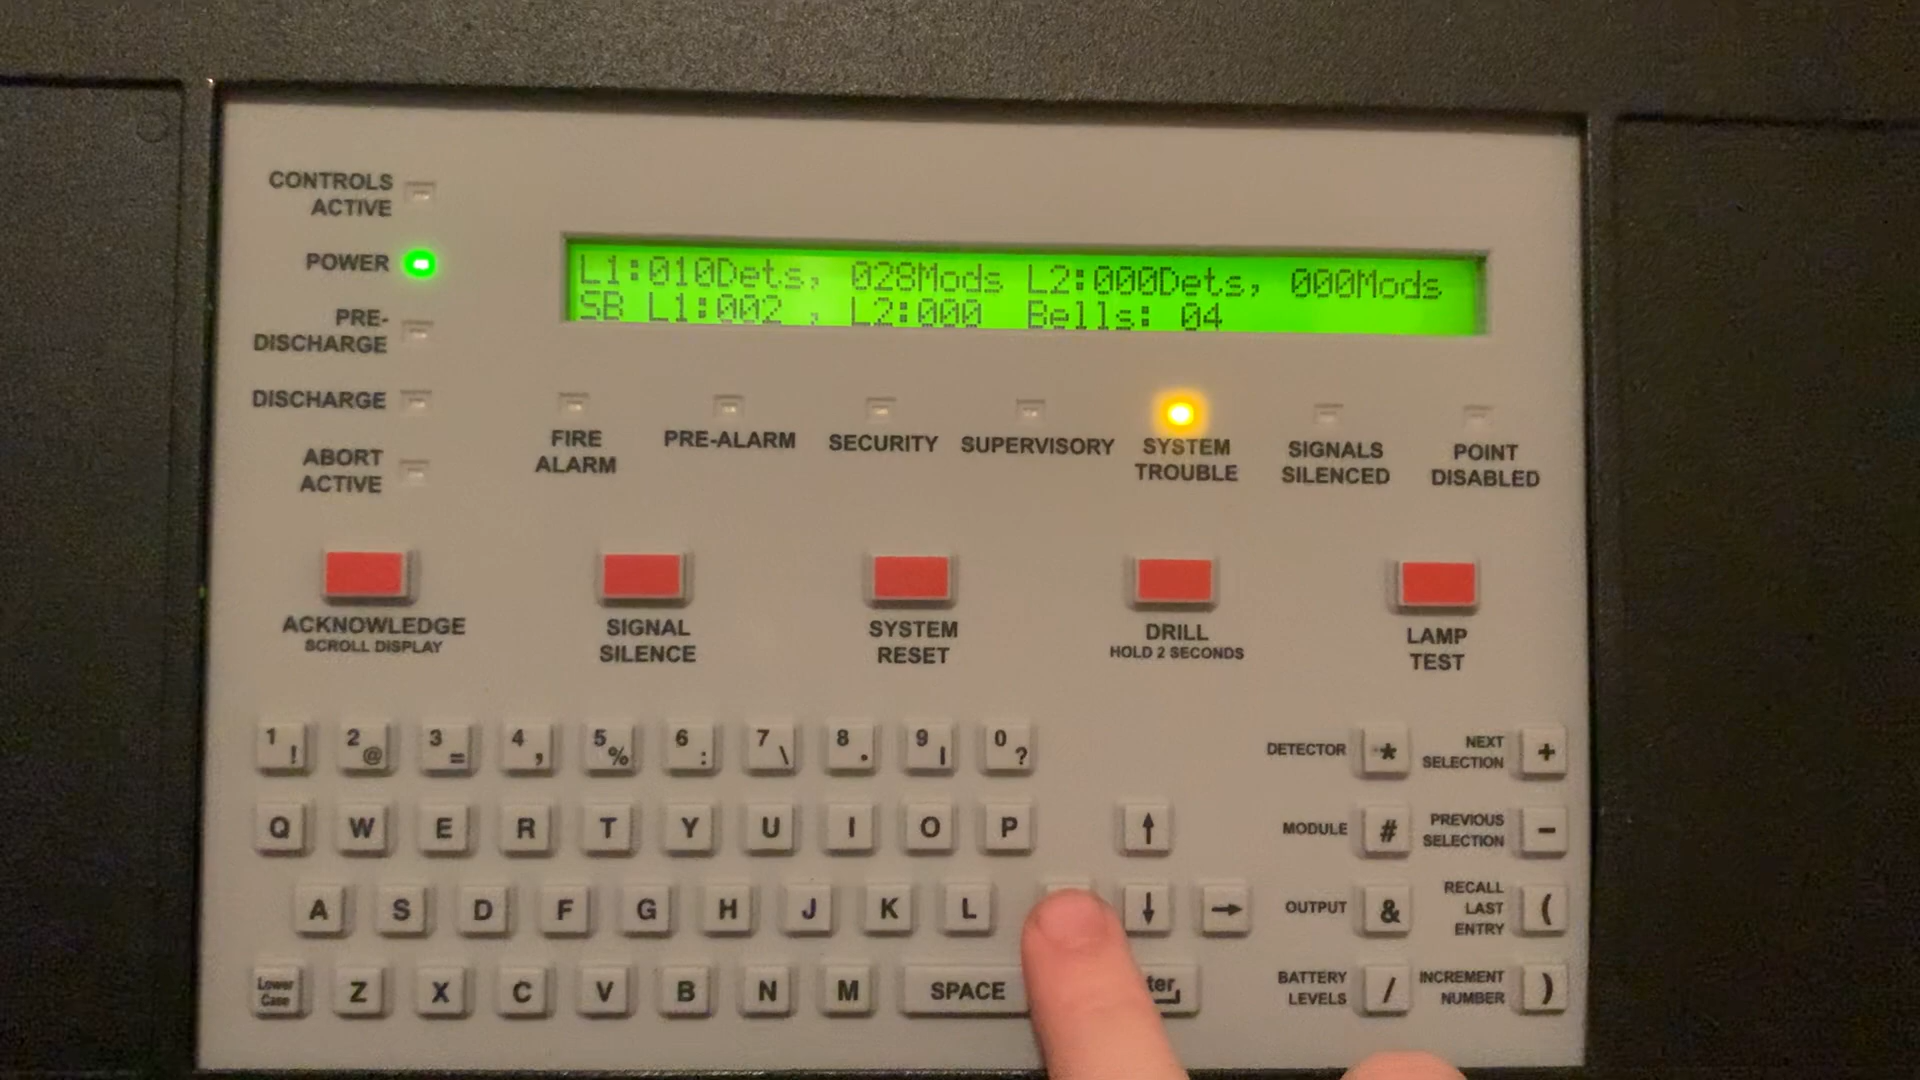 CONTROLS
ACTIVE
POWER
PRE-
DISCHARGE
DISCHARGE
ABORT
ACTIVE
L1:010Dets, 028Mods L2:000Dets, 000Mods
SB L1:002 , L2:000 Bells: 04
FIRE
ALARM
PRE-ALARM
SECURITY
SUPERVISORY
SYSTEM
TROUBLE
SIGNALS
SILENCED
POINT
DISABLED
ACKNOWLEDGE
SCROLL DISPLAY
SIGNAL
SILENCE
SYSTEM
RESET
DRILL
HOLD 2 SECONDS
LAMP
TEST
1 ! 2 @ 3 = 4 , 5 % 6 : 7 \ 8 . 9 | 0 ?
DETECTOR *
NEXT
SELECTION +
Q W E R T Y U I O P ↑
MODULE #
PREVIOUS
SELECTION −
A S D F G H J K L ↓ →
OUTPUT &
RECALL
LAST
ENTRY (
Lower
Case
Z X C V B N M SPACE
BATTERY
LEVELS /
INCREMENT
NUMBER )